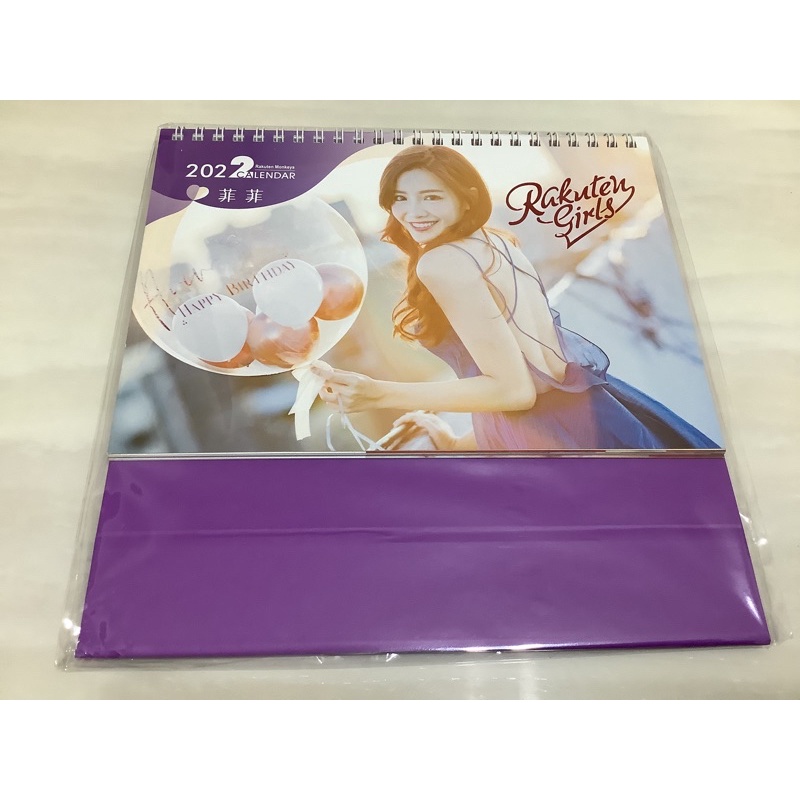 2022
Rakuten Monkeys
CALENDAR
菲菲
Rakuten
Girls
HAPPY BIRTHDAY